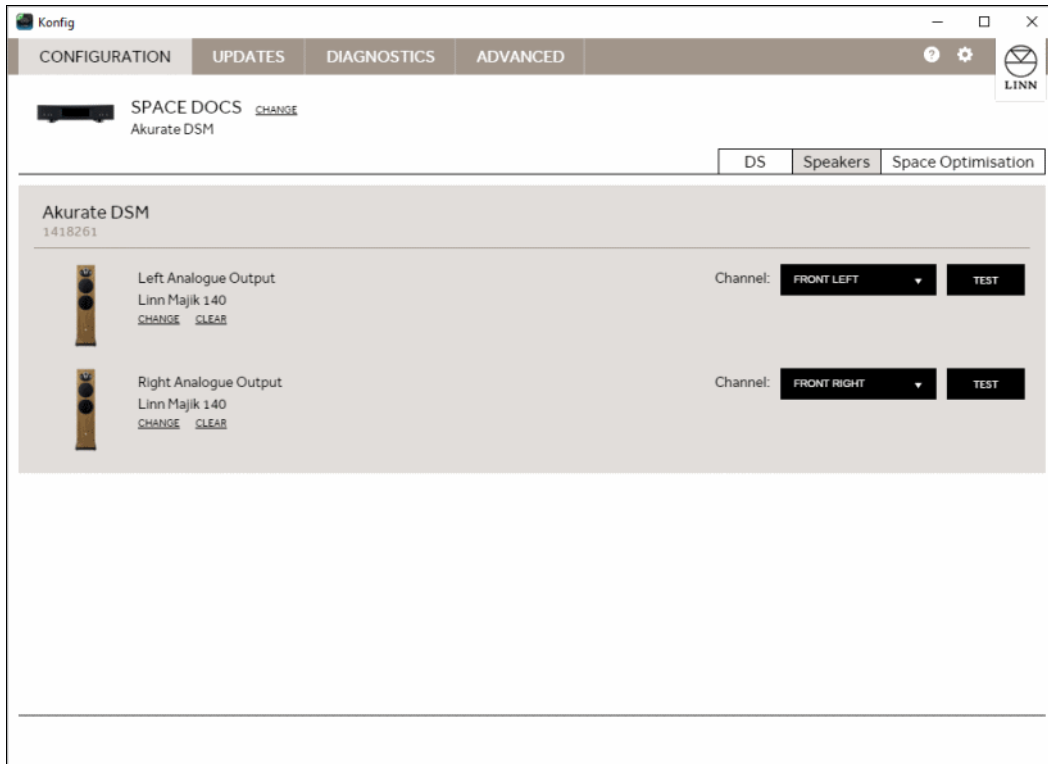 Konfig
CONFIGURATION UPDATES DIAGNOSTICS ADVANCED
LINN
SPACE DOCS CHANGE
Akurate DSM
DS Speakers Space Optimisation
Akurate DSM
1418261
Left Analogue Output
Linn Majik 140
CHANGE CLEAR
Channel: FRONT LEFT TEST
Right Analogue Output
Linn Majik 140
CHANGE CLEAR
Channel: FRONT RIGHT TEST